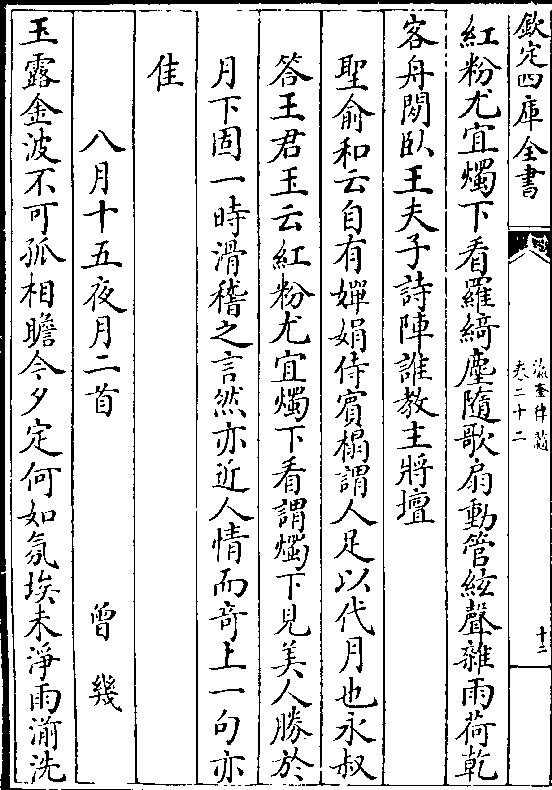 欽定四庫全書
瀛奎律髓
卷二十二
十二
紅粉尤宜燭下看羅綺塵隨歌扇動管絃聲雜雨荷乾
客舟閑臥王夫子詩陣誰教主將壇
聖俞和云自有嬋娟侍賓榻謂人足以代月也永叔
答王君玉云紅粉尤宜燭下看謂燭下見美人勝於
月下固一時滑稽之言然亦近人情而竒上一句亦
佳
八月十五夜月二首　曾幾
玉露金波不可孤相瞻今夕定何如氛埃未淨雨湔洗